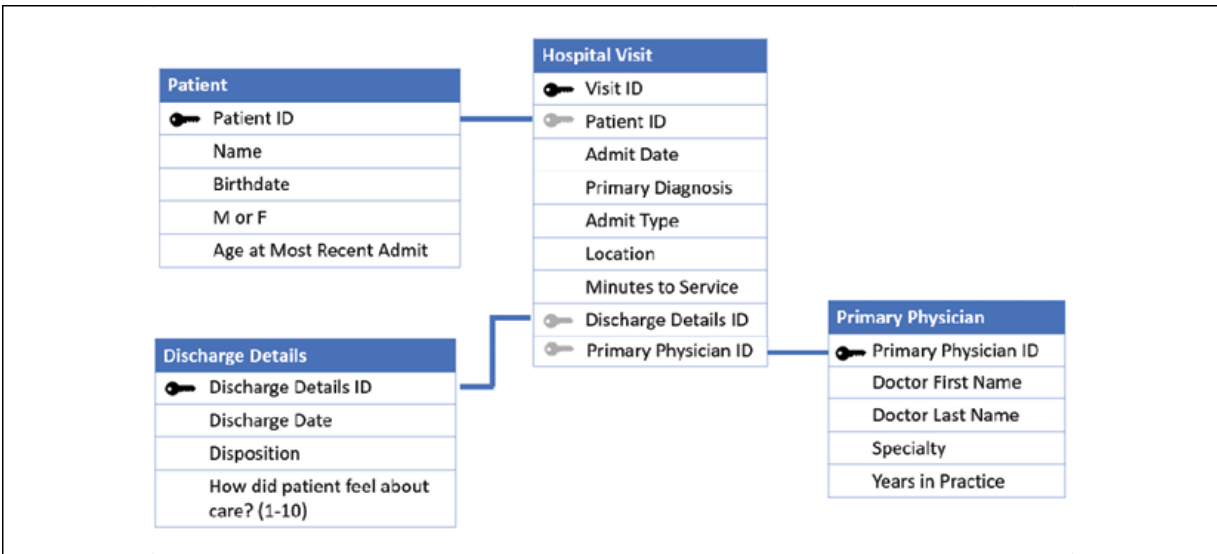 Patient
Patient ID
Name
Birthdate
M or F
Age at Most Recent Admit
Hospital Visit
Visit ID
Patient ID
Admit Date
Primary Diagnosis
Admit Type
Location
Minutes to Service
Discharge Details ID
Primary Physician ID
Discharge Details
Discharge Details ID
Discharge Date
Disposition
How did patient feel about
care? (1-10)
Primary Physician
Primary Physician ID
Doctor First Name
Doctor Last Name
Specialty
Years in Practice